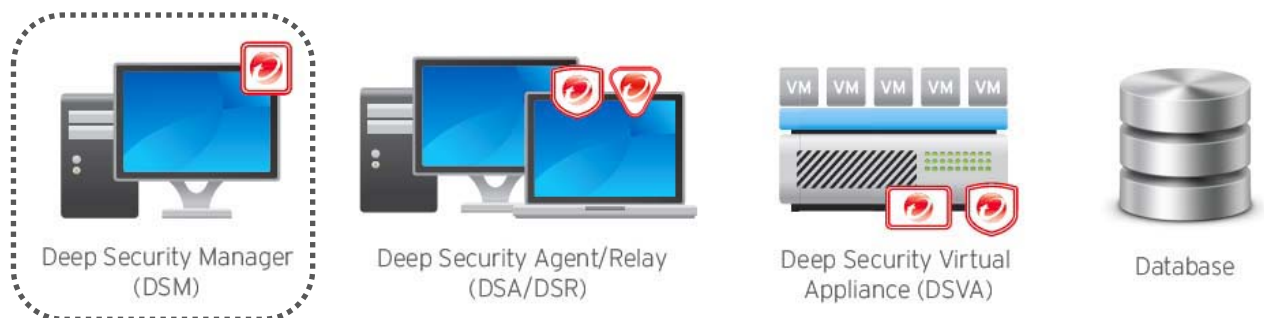 VM VM VM VM VM
Deep Security Manager
(DSM)
Deep Security Agent/Relay
(DSA/DSR)
Deep Security Virtual
Appliance (DSVA)
Database